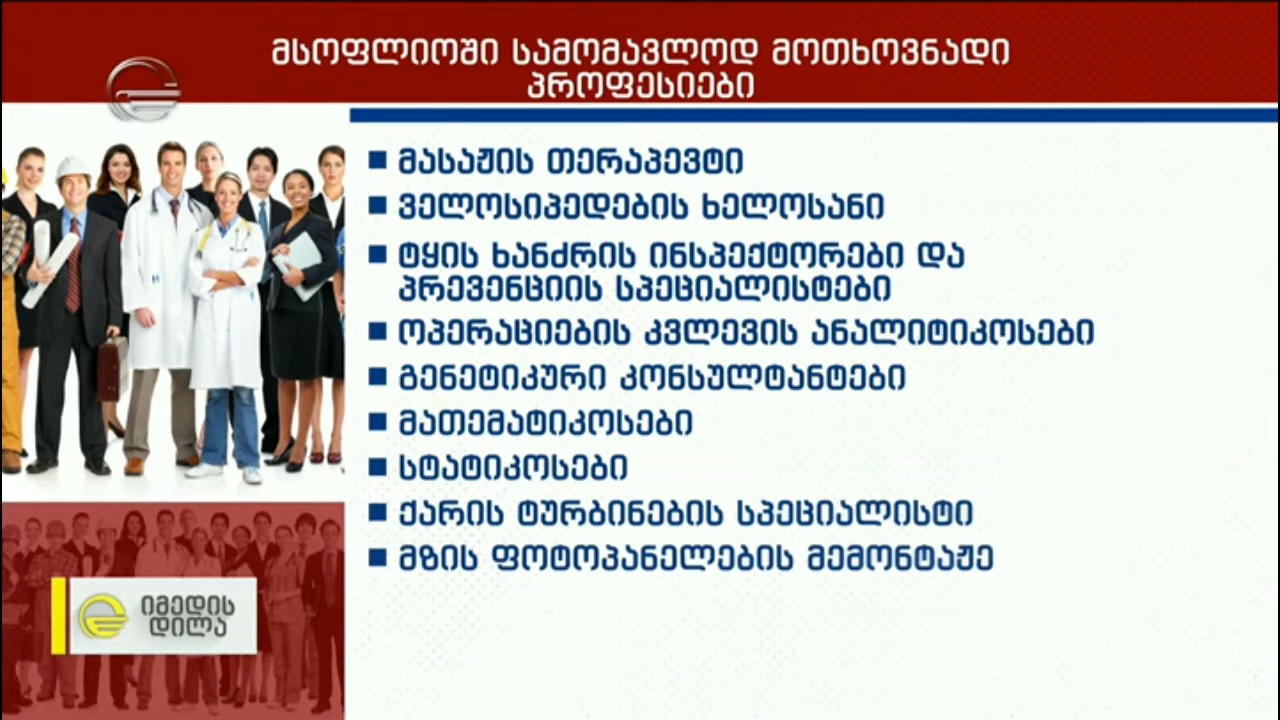 მსოფლიოში სამომავლოდ მოთხოვნადი
პროფესიები
მასაჟის თერაპევტი
ველოსიპედების ხელოსანი
ტყის ხანძრის ინსპექტორები და
პრევენციის სპეციალისტები
ოპერაციების კვლევის ანალიტიკოსები
გენეტიკური კონსულტანტები
მათემატიკოსები
სტატიკოსები
ქარის ტურბინების სპეციალისტი
მზის ფოტოპანელების მემონტაჟე
იმედის
დილა